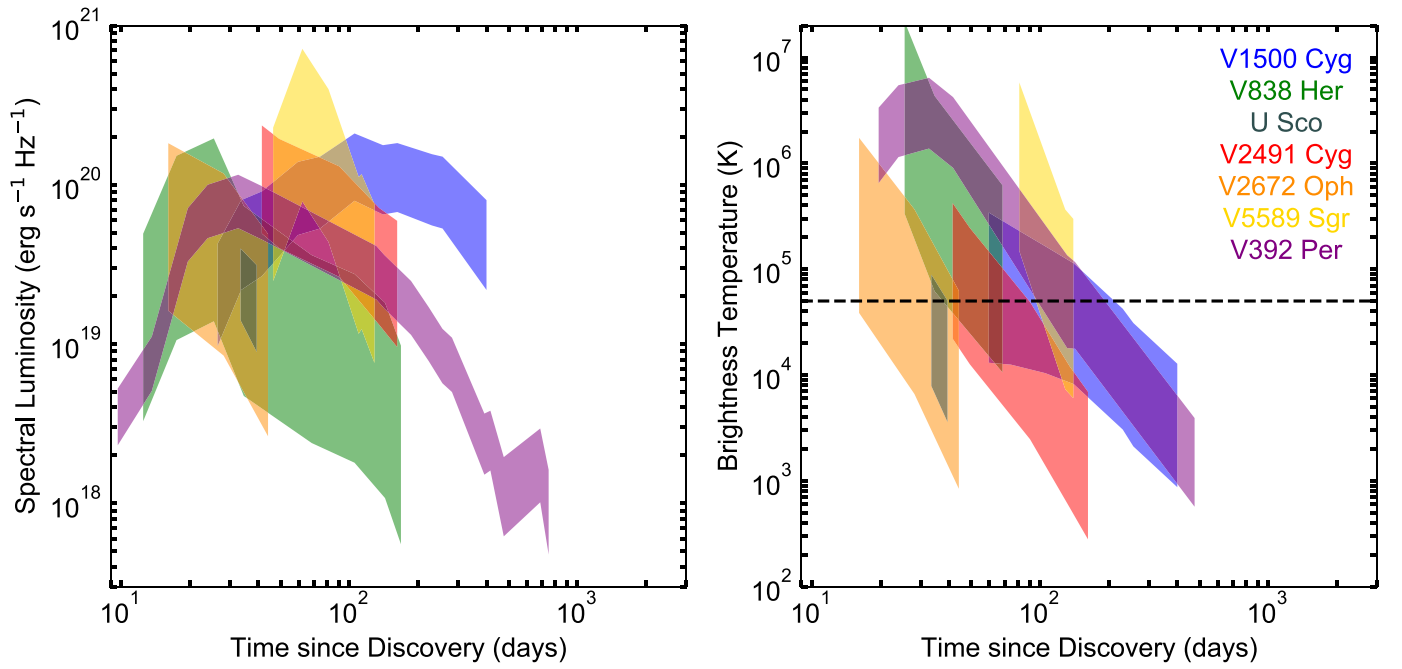 10^21
10^20
10^19
10^18
Spectral Luminosity (erg s^−1 Hz^−1)
10^1 10^2 10^3
Time since Discovery (days)
10^7
10^6
10^5
10^4
10^3
10^2
Brightness Temperature (K)
V1500 Cyg
V838 Her
U Sco
V2491 Cyg
V2672 Oph
V5589 Sgr
V392 Per
10^1 10^2 10^3
Time since Discovery (days)